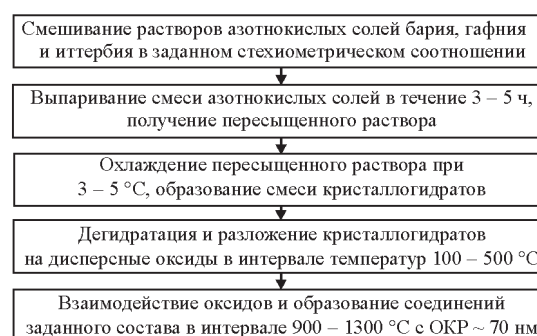 Смешивание растворов азотнокислых солей бария, гафния
и иттербия в заданном стехиометрическом соотношении
Выпаривание смеси азотнокислых солей в течение 3 – 5 ч,
получение пересыщенного раствора
Охлаждение пересыщенного раствора при
3 – 5 °C, образование смеси кристаллогидратов
Дегидратация и разложение кристаллогидратов
на дисперсные оксиды в интервале температур 100 – 500 °C
Взаимодействие оксидов и образование соединений
заданного состава в интервале 900 – 1300 °C с ОКР ~ 70 нм